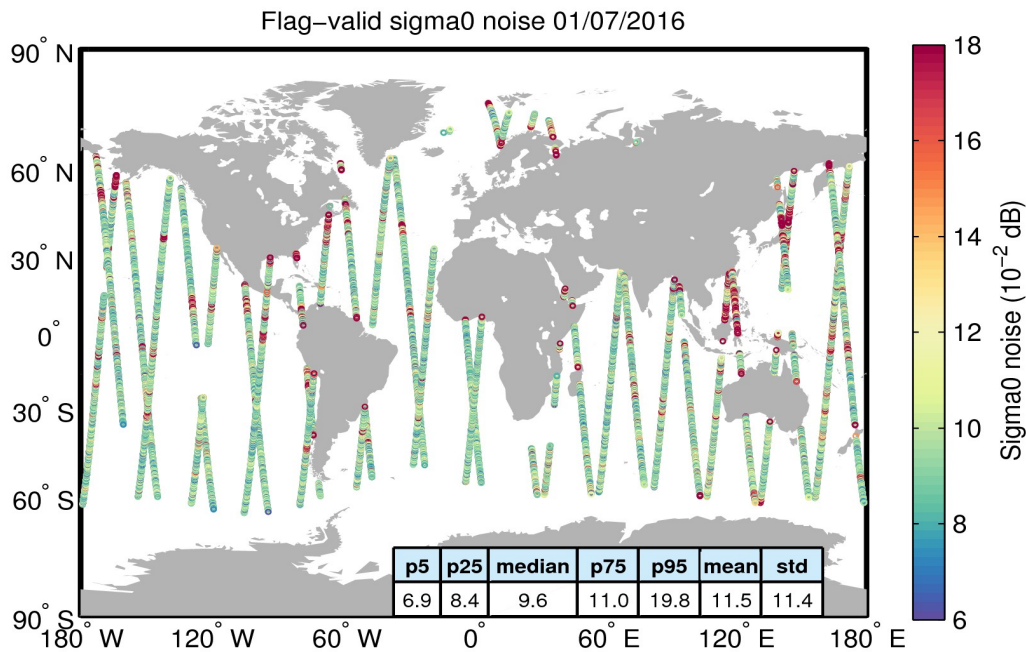 Flag−valid sigma0 noise 01/07/2016
90° N
60° N
30° N
0°
30° S
60° S
90° S
180° W 120° W 60° W 0° 60° E 120° E 180° E
p5 p25 median p75 p95 mean std
6.9 8.4 9.6 11.0 19.8 11.5 11.4
18
16
14
12
10
8
6
Sigma0 noise (10⁻² dB)